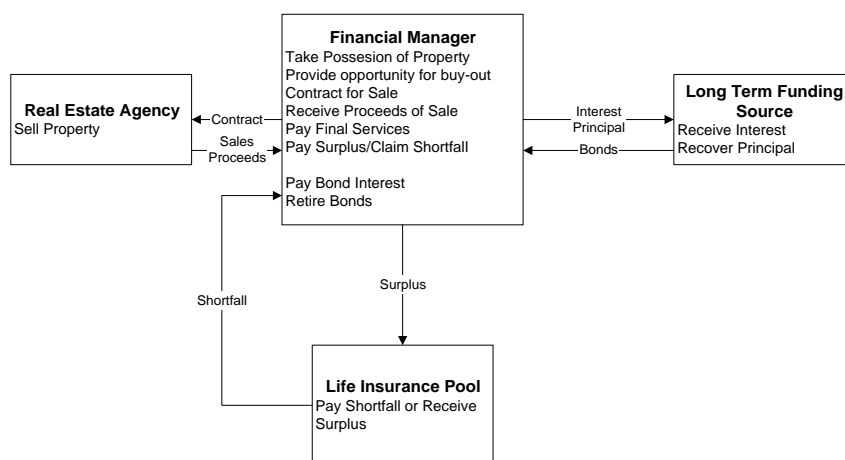 Financial Manager
Take Possesion of Property
Provide opportunity for buy-out
Contract for Sale
Receive Proceeds of Sale
Pay Final Services
Pay Surplus/Claim Shortfall
Pay Bond Interest
Retire Bonds
Real Estate Agency
Sell Property
Contract
Sales
Proceeds
Interest
Principal
Bonds
Long Term Funding
Source
Receive Interest
Recover Principal
Shortfall
Surplus
Life Insurance Pool
Pay Shortfall or Receive
Surplus